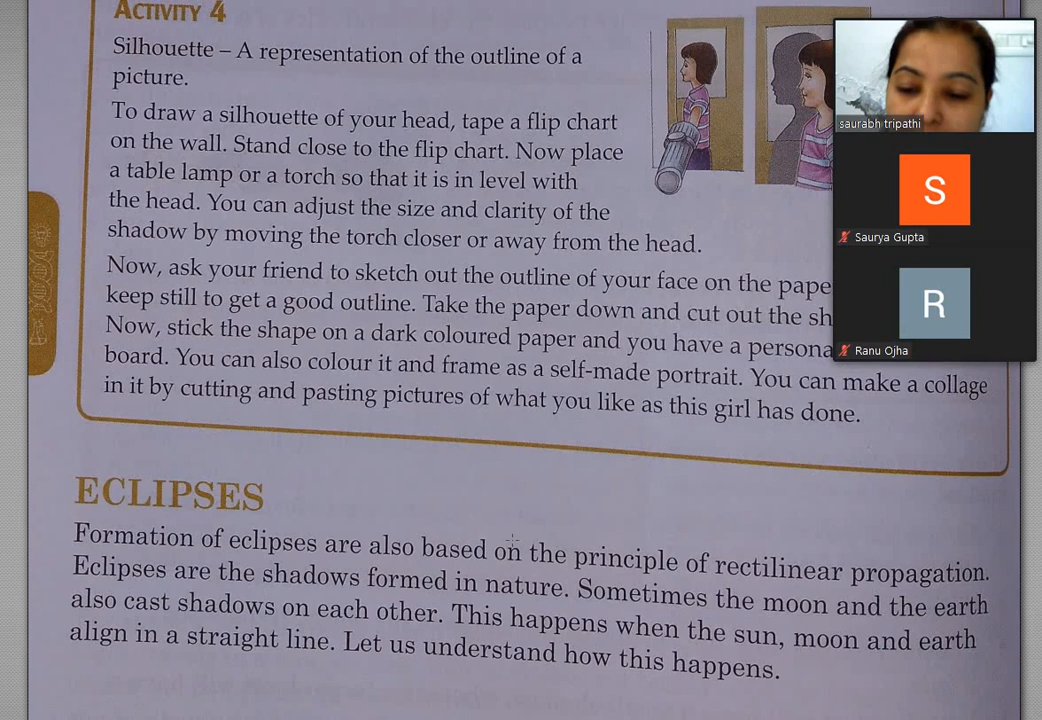 ACTIVITY 4
Silhouette – A representation of the outline of a
picture.
To draw a silhouette of your head, tape a flip chart
on the wall. Stand close to the flip chart. Now place
a table lamp or a torch so that it is in level with
the head. You can adjust the size and clarity of the
shadow by moving the torch closer or away from the head.
Now, ask your friend to sketch out the outline of your face on the
keep still to get a good outline. Take the paper down and cut out the
Now, stick the shape on a dark coloured paper and you have a
board. You can also colour it and frame as a self-made portrait. You can make a collage
in it by cutting and pasting pictures of what you like as this girl has done.
ECLIPSES
Formation of eclipses are also based on the principle of rectilinear propagation.
Eclipses are the shadows formed in nature. Sometimes the moon and the earth
also cast shadows on each other. This happens when the sun, moon and earth
align in a straight line. Let us understand how this happens.
saurabh tripathi
S
Saurya Gupta
R
Ranu Ojha